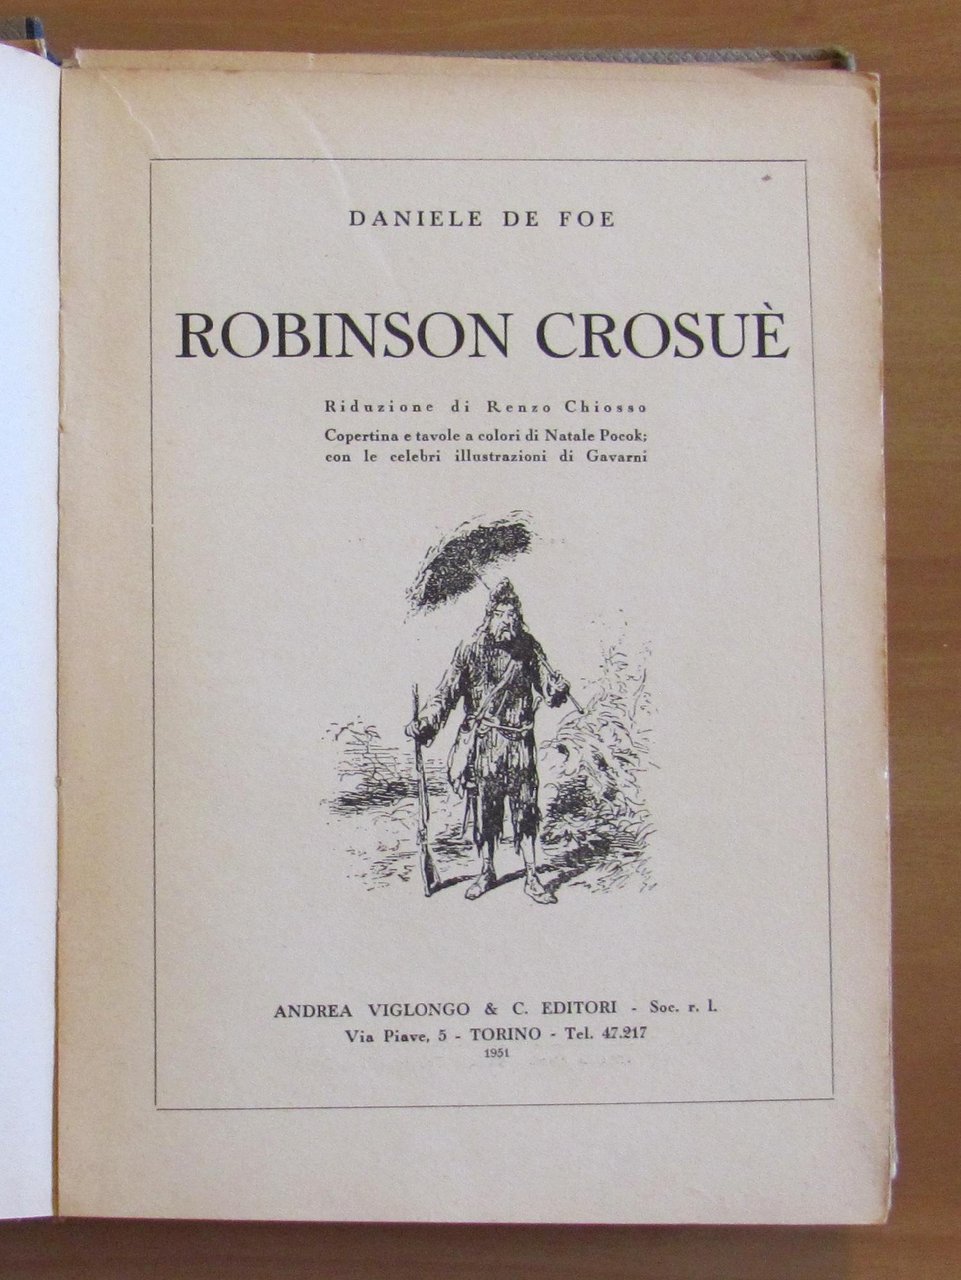 DANIELE DE FOE
ROBINSON CROSUÈ
Riduzione di Renzo Chiosso
Copertina e tavole a colori di Natale Pocok;
con le celebri illustrazioni di Gavarni
ANDREA VIGLONGO & C. EDITORI - Soc. r. l.
Via Piave, 5 - TORINO - Tel. 47.217
1951